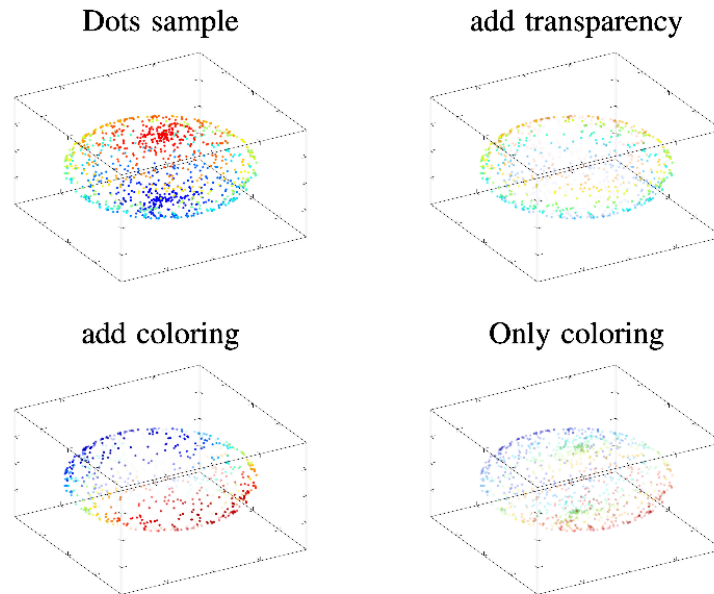 Dots sample
add transparency
add coloring
Only coloring